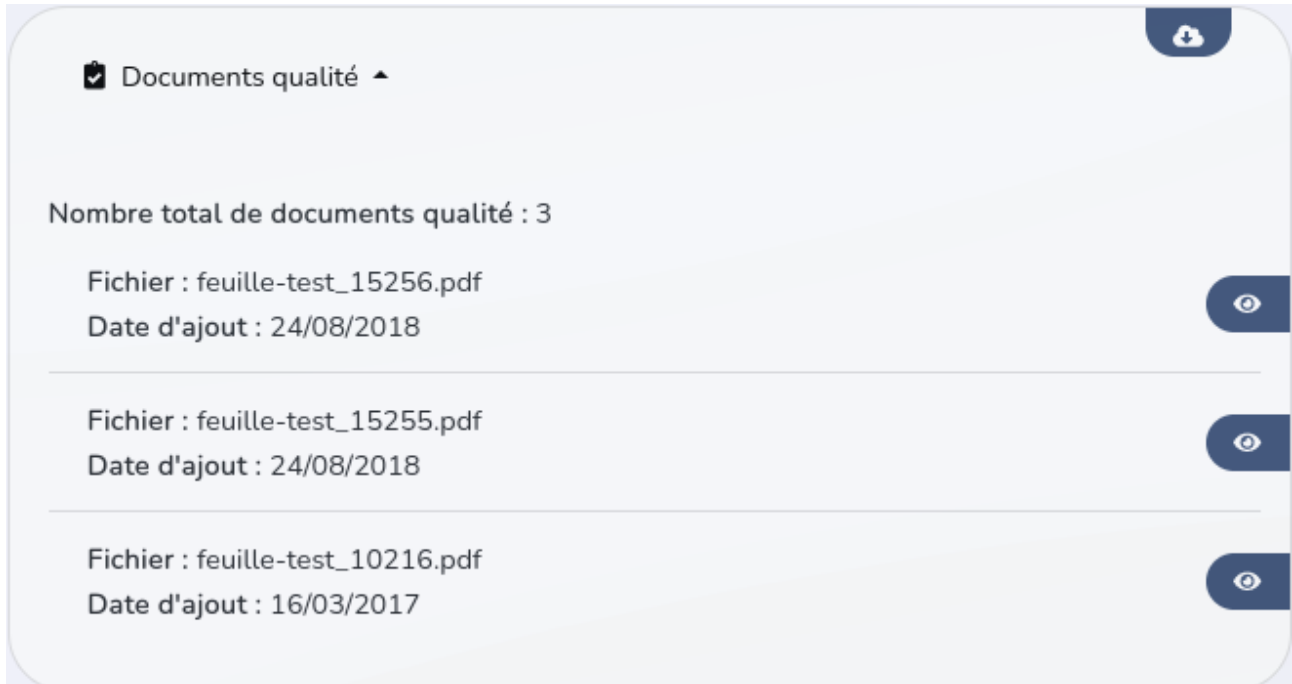 Documents qualité
Nombre total de documents qualité : 3
Fichier : feuille-test_15256.pdf
Date d'ajout : 24/08/2018
Fichier : feuille-test_15255.pdf
Date d'ajout : 24/08/2018
Fichier : feuille-test_10216.pdf
Date d'ajout : 16/03/2017